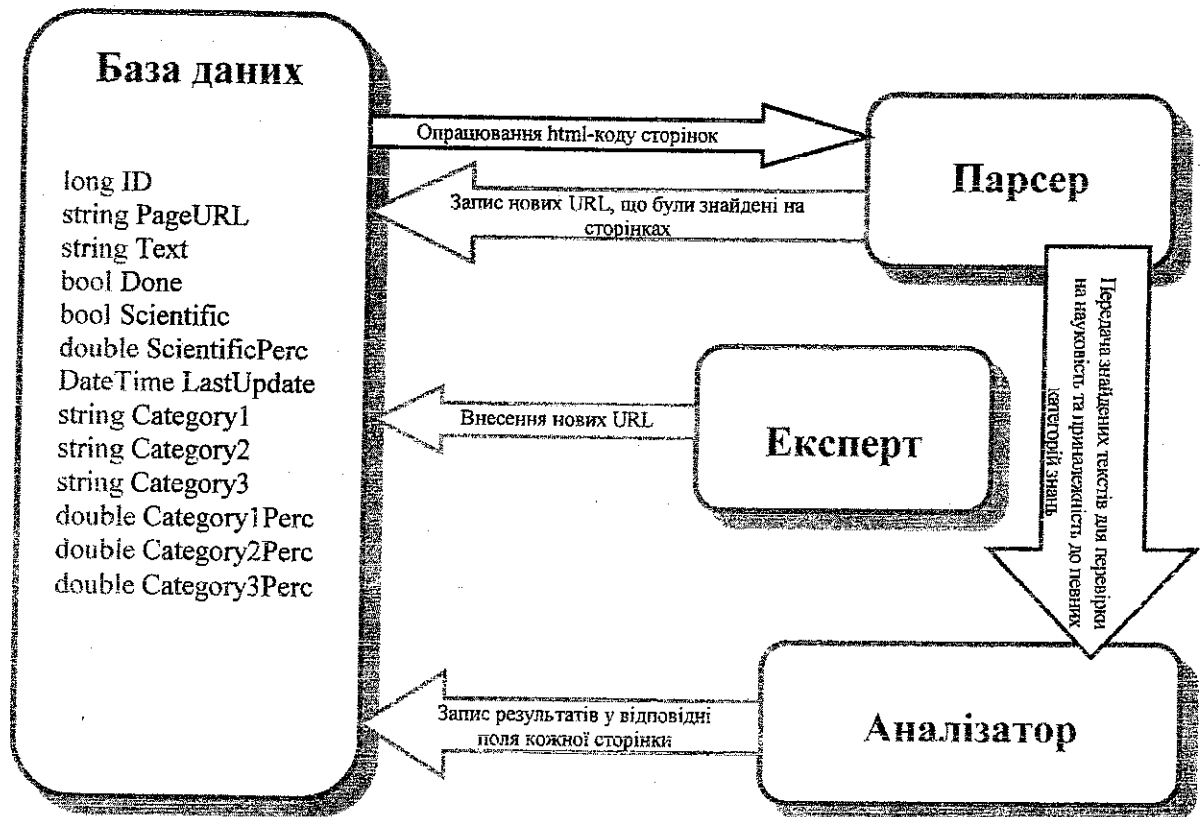 База даних
long ID
string PageURL
string Text
bool Done
bool Scientific
double ScientificPerc
DateTime LastUpdate
string Category1
string Category2
string Category3
double Category1Perc
double Category2Perc
double Category3Perc
Опрацювання html-коду сторінок
Запис нових URL, що були знайдені на
сторінках
Парсер
Передача знайдених текстів для перевірки
на науковість та приналежність до певних
категорій знань
Внесення нових URL
Експерт
Запис результатів у відповідні
поля кожної сторінки
Аналізатор